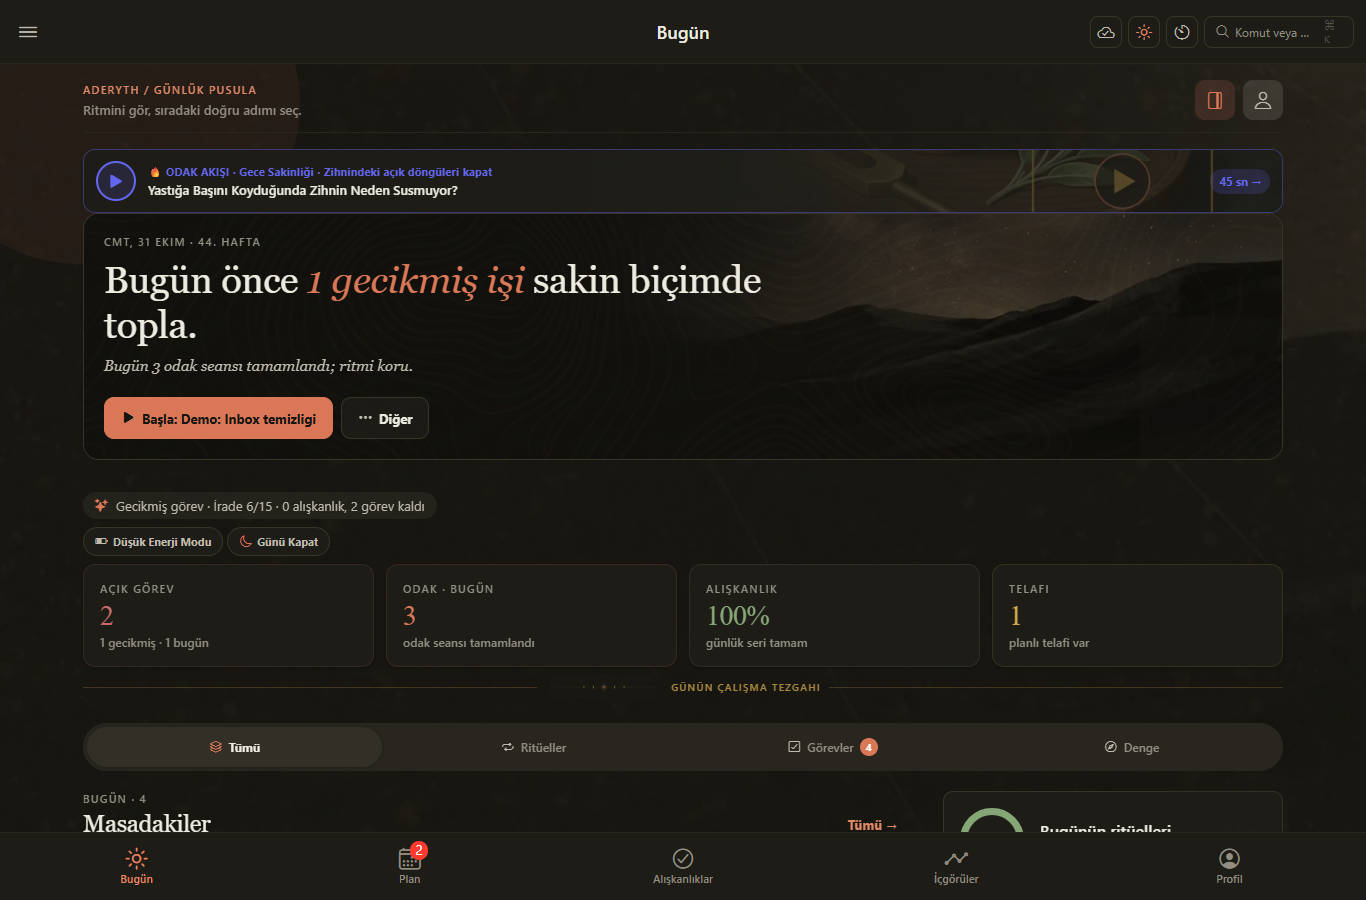 Bugün
Komut veya ...
⌘
K
ADERYTH / GÜNLÜK PUSULA
Ritmini gör, sıradaki doğru adımı seç.
ODAK AKIŞI · Gece Sakinliği · Zihnindeki açık döngüleri kapat
Yastığa Başını Koyduğunda Zihnin Neden Susmuyor?
45 sn →
CMT, 31 EKIM · 44. HAFTA
Bugün önce 1 gecikmiş işi sakin biçimde
topla.
Bugün 3 odak seansı tamamlandı; ritmi koru.
Başla: Demo: Inbox temizligi
Diğer
Gecikmiş görev · İrade 6/15 · 0 alışkanlık, 2 görev kaldı
Düşük Enerji Modu
Günü Kapat
AÇIK GÖREV
2
1 gecikmiş · 1 bugün
ODAK · BUGÜN
3
odak seansı tamamlandı
ALIŞKANLIK
100%
günlük seri tamam
TELAFI
1
planlı telafi var
GÜNÜN ÇALIŞMA TEZGAHI
Tümü
Ritüeller
Görevler 4
Denge
BUGÜN · 4
Masadakiler
Tümü →
Bugünün ritüelleri
Bugün
2
Plan
Alışkanlıklar
İçgörüler
Profil